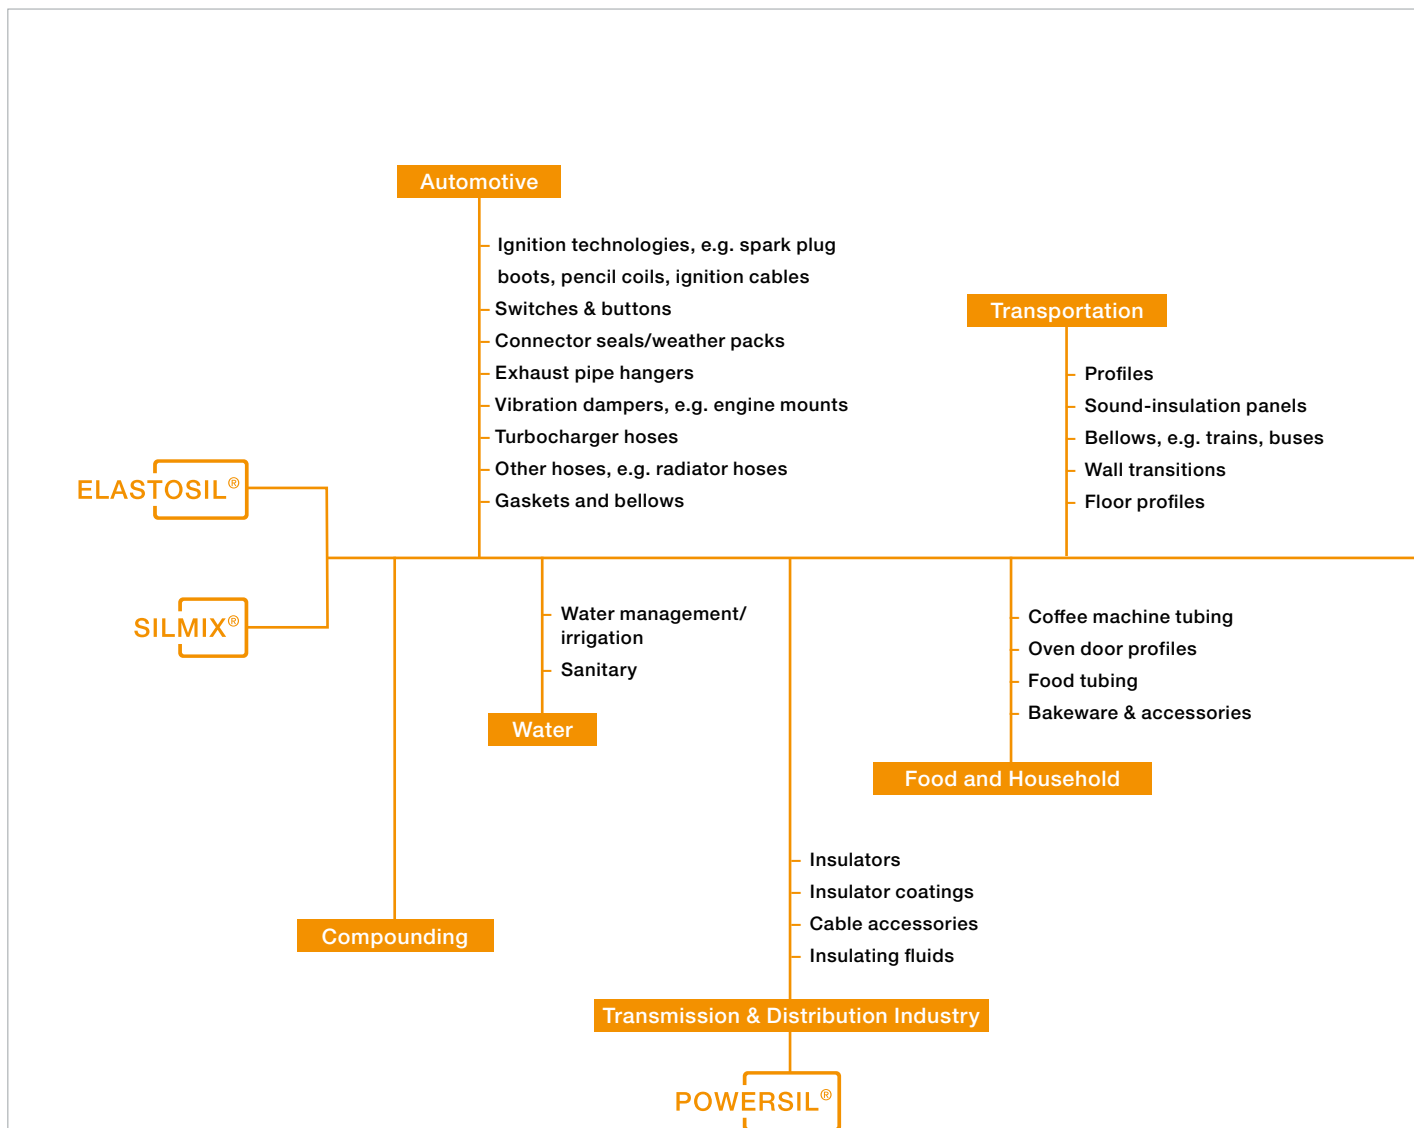 Automotive
Ignition technologies, e.g. spark plug
boots, pencil coils, ignition cables
Switches & buttons
Connector seals/weather packs
Exhaust pipe hangers
Vibration dampers, e.g. engine mounts
Turbocharger hoses
Other hoses, e.g. radiator hoses
Gaskets and bellows
Transportation
Profiles
Sound-insulation panels
Bellows, e.g. trains, buses
Wall transitions
Floor profiles
ELASTOSIL®
SILMIX®
Water management/
irrigation
Sanitary
Water
Coffee machine tubing
Oven door profiles
Food tubing
Bakeware & accessories
Food and Household
Compounding
Insulators
Insulator coatings
Cable accessories
Insulating fluids
Transmission & Distribution Industry
POWERSIL®